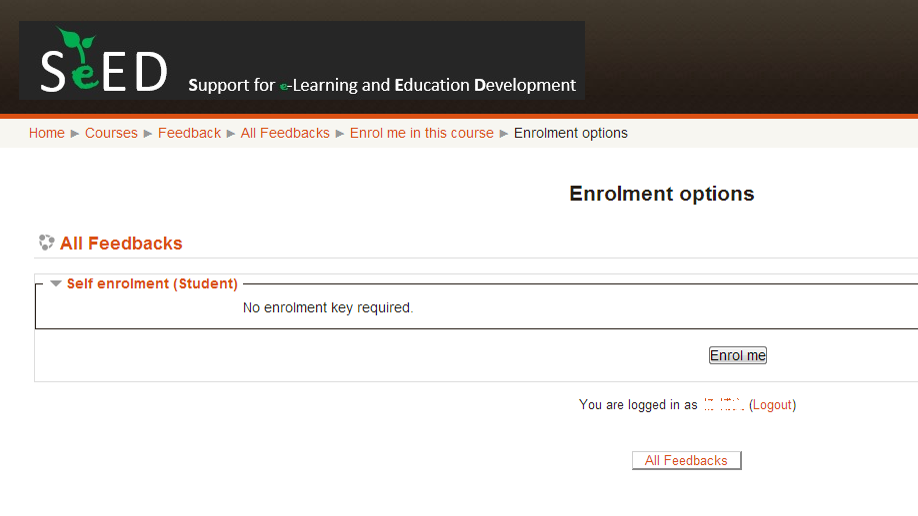 SeED Support for e-Learning and Education Development
Home ► Courses ► Feedback ► All Feedbacks ► Enrol me in this course ► Enrolment options
Enrolment options
All Feedbacks
Self enrolment (Student)
No enrolment key required.
Enrol me
You are logged in as (Logout)
All Feedbacks